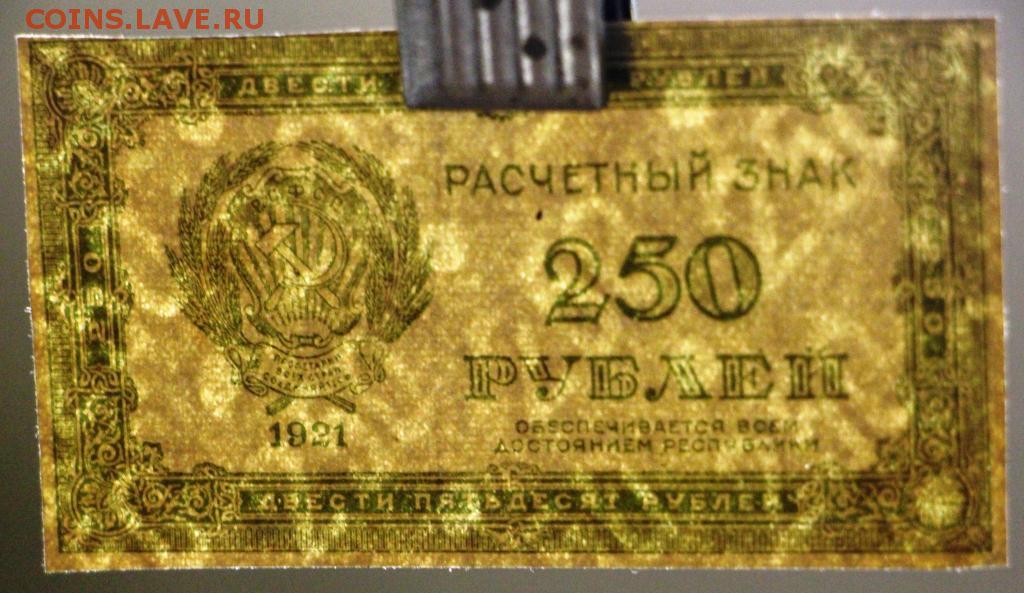 COINS.LAVE.RU
ДВЕСТИ РУБЛЕЙ
РАСЧЕТНЫЙ ЗНАК
250
РУБЛЕЙ
ОБЕСПЕЧИВАЕТСЯ ВСЕМ
ДОСТОЯНИЕМ РЕСПУБЛИКИ
1921
ДВЕСТИ ПЯТЬДЕСЯТ РУБЛЕЙ